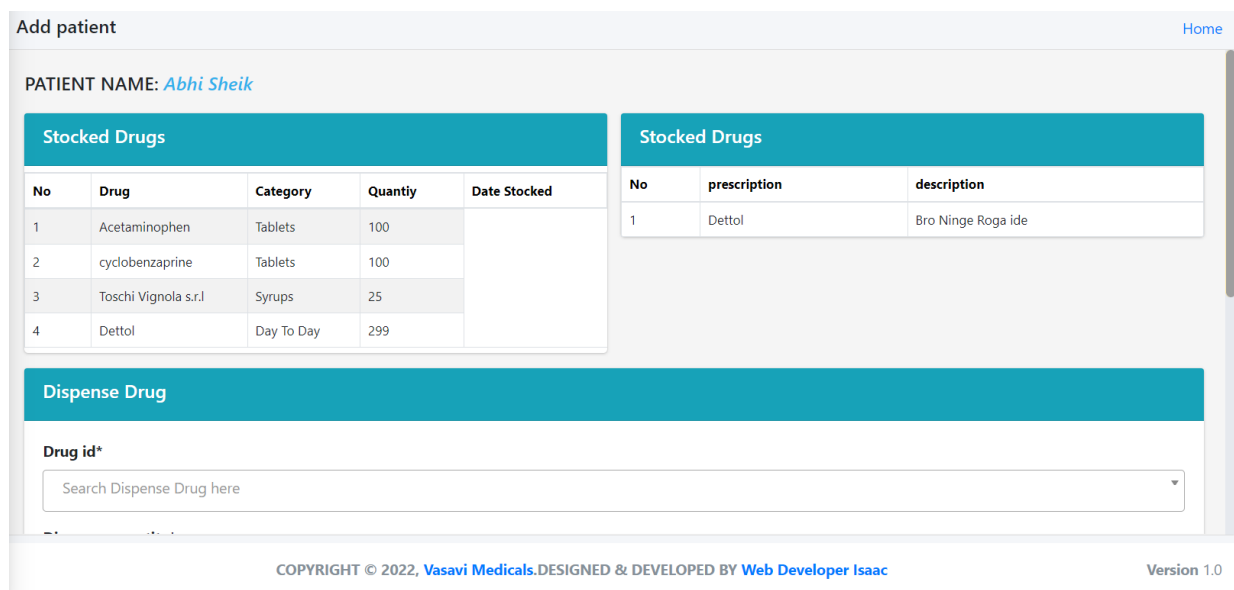 Add patient
Home
PATIENT NAME: Abhi Sheik
Stocked Drugs
No Drug Category Quantiy Date Stocked
1 Acetaminophen Tablets 100
2 cyclobenzaprine Tablets 100
3 Toschi Vignola s.r.l Syrups 25
4 Dettol Day To Day 299
Stocked Drugs
No prescription description
1 Dettol Bro Ninge Roga ide
Dispense Drug
Drug id*
Search Dispense Drug here
COPYRIGHT © 2022, Vasavi Medicals.DESIGNED & DEVELOPED BY Web Developer Isaac
Version 1.0